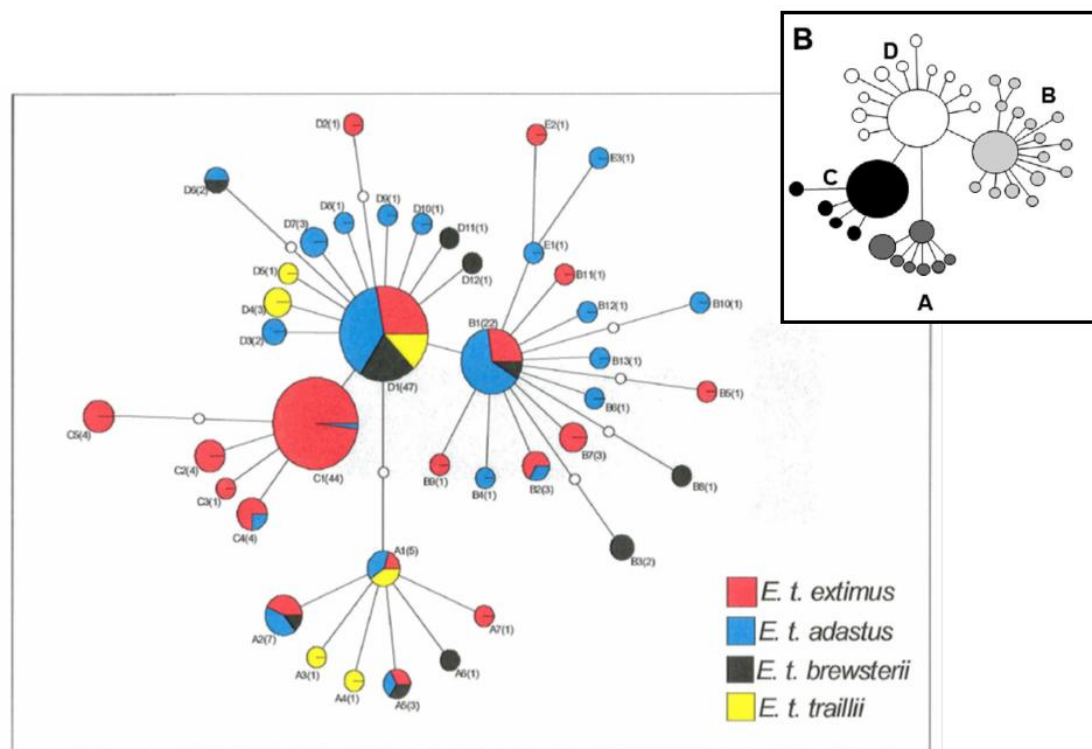 B
D
B
C
A
D2(1)
E2(1)
E3(1)
D6(2)
D9(1)
D8(1)
D10(1)
D7(3)
D11(1)
E1(1)
D12(1)
D5(1)
B11(1)
D4(3)
B12(1)
B10(1)
B1(22)
D3(2)
B13(1)
D1(47)
B5(1)
B6(1)
C5(4)
C2(4)
B7(3)
C1(44)
B9(1)
B4(1)
B2(3)
B8(1)
C3(1)
C4(4)
B3(2)
A1(5)
A2(7)
A7(1)
A3(1)
A6(1)
A4(1)
A5(3)
E. t. extimus
E. t. adastus
E. t. brewsterii
E. t. traillii